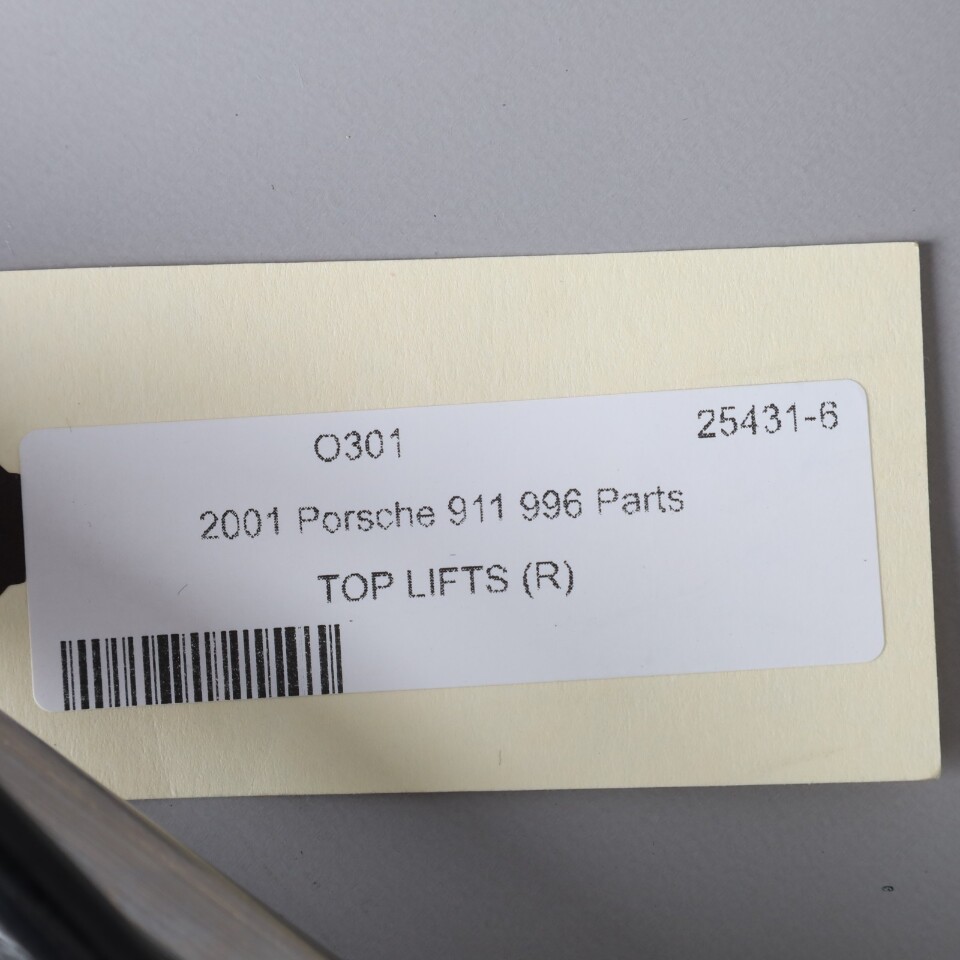 O301 25431-6
2001 Porsche 911 996 Parts
TOP LIFTS (R)